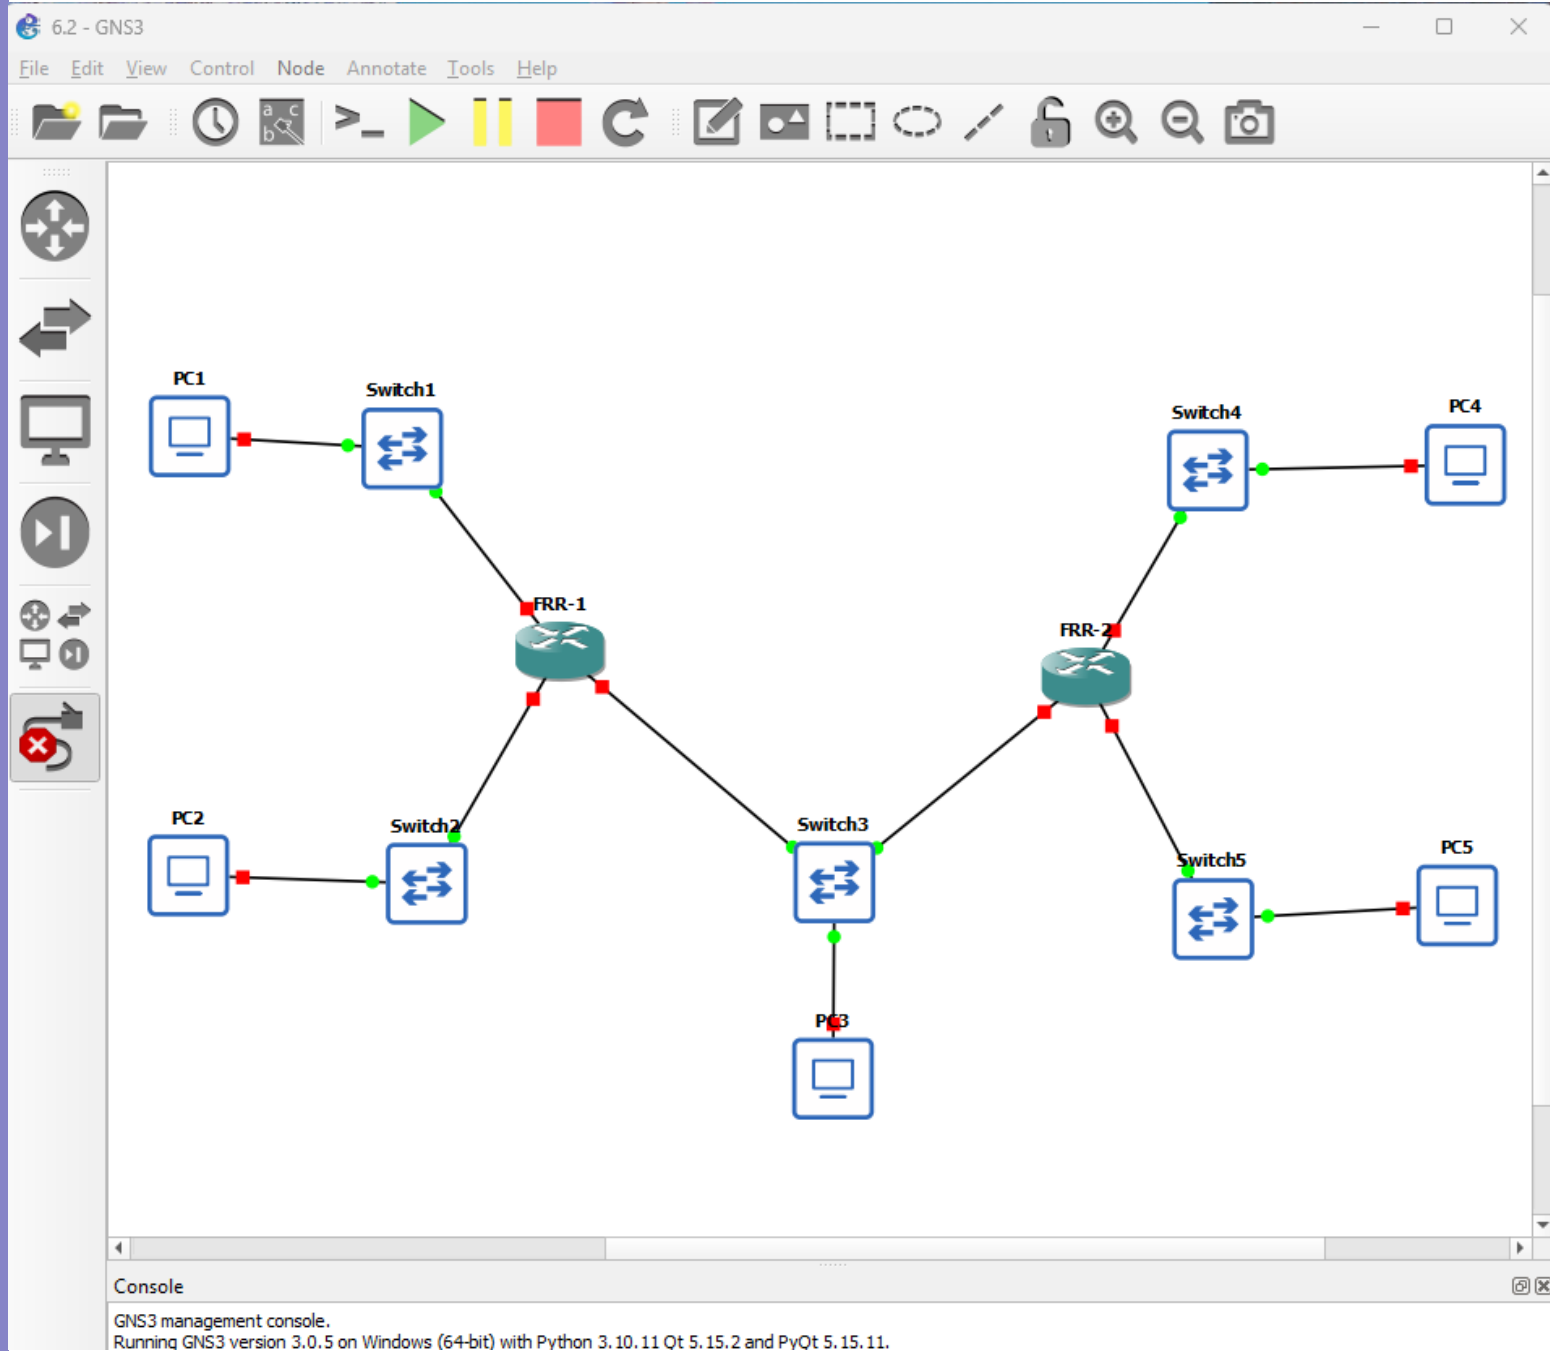 6.2 - GNS3
File Edit View Control Node Annotate Tools Help
a c
b
>_
PC1
Switch1
Switch4
PC4
FRR-1
FRR-2
PC2
Switch2
Switch3
Switch5
PC5
PC3
Console
GNS3 management console.
Running GNS3 version 3.0.5 on Windows (64-bit) with Python 3.10.11 Qt 5.15.2 and PyQt 5.15.11.